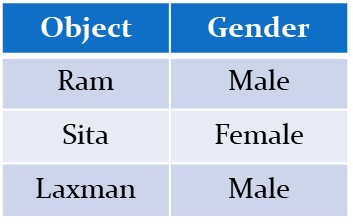 Object Gender
Ram Male
Sita Female
Laxman Male